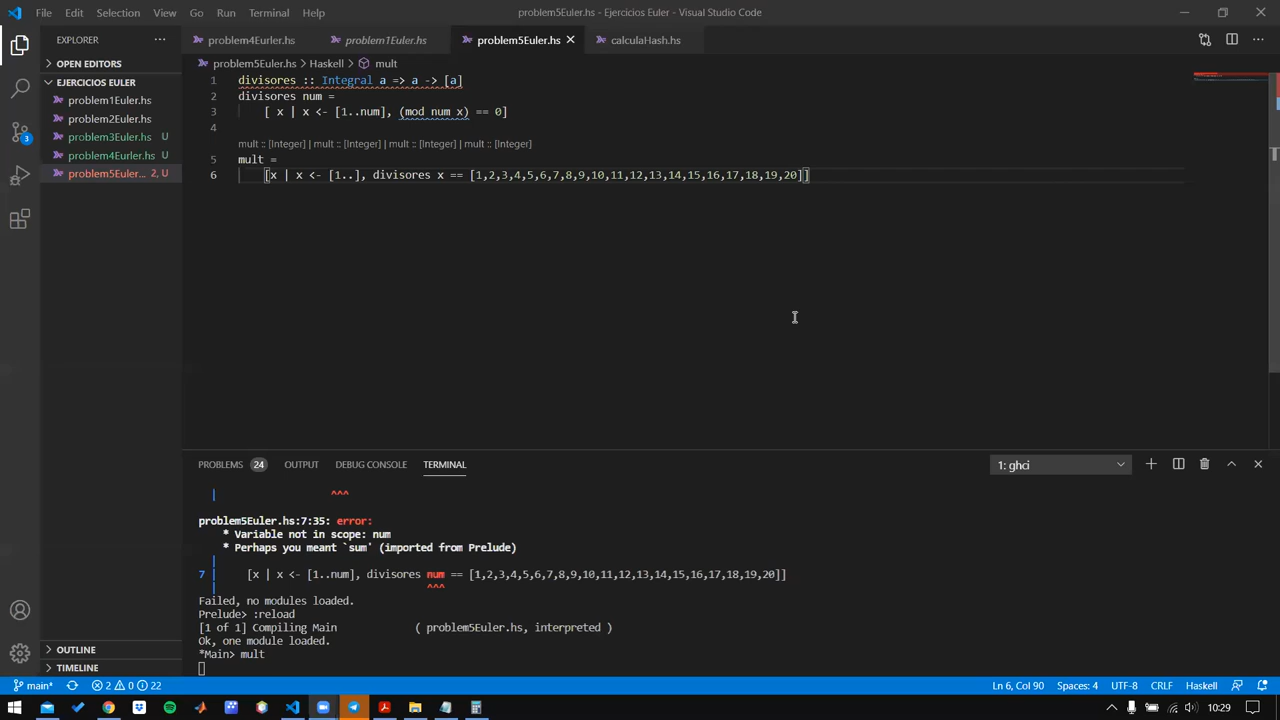 File Edit Selection View Go Run Terminal Help
problem5Euler.hs - Ejercicios Euler - Visual Studio Code
EXPLORER
problem4Eurler.hs
problem1Euler.hs
problem5Euler.hs
calculaHash.hs
OPEN EDITORS
EJERCICIOS EULER
problem1Euler.hs
problem2Euler.hs
problem3Euler.hs U
problem4Eurler.hs U
problem5Euler... 2, U
problem5Euler.hs > Haskell > mult
1 divisores :: Integral a => a -> [a]
2 divisores num =
3 [ x | x <- [1..num], (mod num x) == 0]
4
mult :: [Integer] | mult :: [Integer] | mult :: [Integer] | mult :: [Integer]
5 mult =
6 [x | x <- [1..], divisores x == [1,2,3,4,5,6,7,8,9,10,11,12,13,14,15,16,17,18,19,20]]
PROBLEMS 24 OUTPUT DEBUG CONSOLE TERMINAL
1: ghci
| ^^^
problem5Euler.hs:7:35: error:
* Variable not in scope: num
* Perhaps you meant `sum' (imported from Prelude)
|
7 | [x | x <- [1..num], divisores num == [1,2,3,4,5,6,7,8,9,10,11,12,13,14,15,16,17,18,19,20]]
| ^^^
Failed, no modules loaded.
Prelude> :reload
[1 of 1] Compiling Main ( problem5Euler.hs, interpreted )
Ok, one module loaded.
*Main> mult
OUTLINE
TIMELINE
3
main* 2 0 22
Ln 6, Col 90 Spaces: 4 UTF-8 CRLF Haskell
10:29